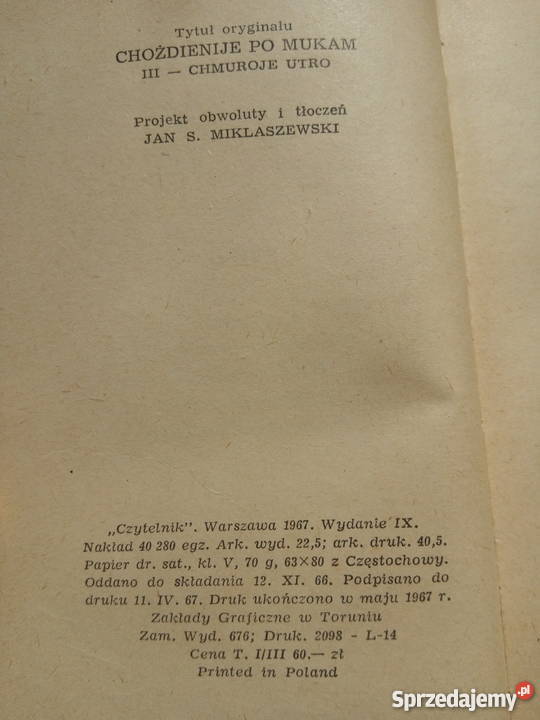 Tytuł oryginału
CHOŻDIENIJE PO MUKAM
III — CHMUROJE UTRO
Projekt obwoluty i tłoczeń
JAN S. MIKLASZEWSKI
„Czytelnik”. Warszawa 1967. Wydanie IX.
Nakład 40 280 egz. Ark. wyd. 22,5; ark. druk. 40,5.
Papier dr. sat., kl. V, 70 g, 63×80 z Częstochowy.
Oddano do składania 12. XI. 66. Podpisano do
druku 11. IV. 67. Druk ukończono w maju 1967 r.
Zakłady Graficzne w Toruniu
Zam. Wyd. 676; Druk. 2098 - L-14
Cena T. I/III 60.— zł
Printed in Poland
Sprzedajemy.pl